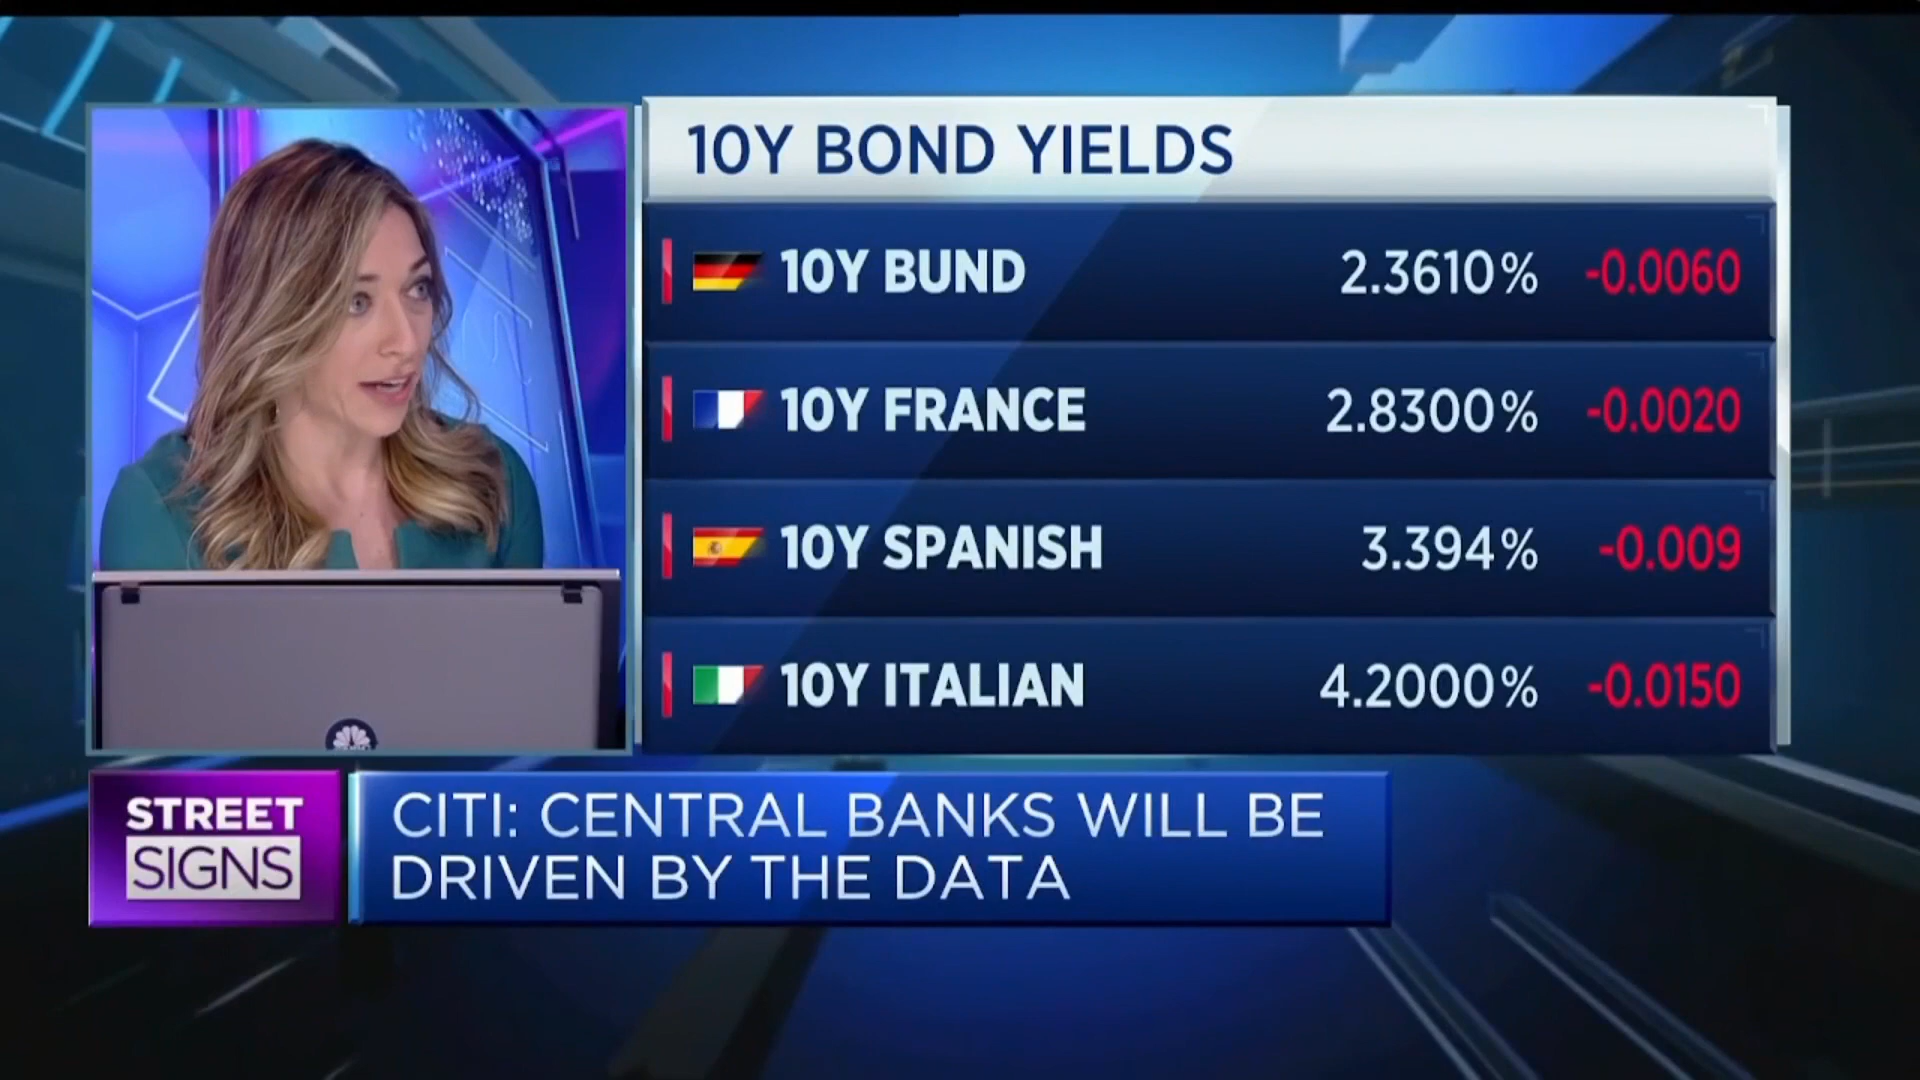 10Y BOND YIELDS
10Y BUND 2.3610% -0.0060
10Y FRANCE 2.8300% -0.0020
10Y SPANISH 3.394% -0.009
10Y ITALIAN 4.2000% -0.0150
STREET
SIGNS
CITI: CENTRAL BANKS WILL BE
DRIVEN BY THE DATA